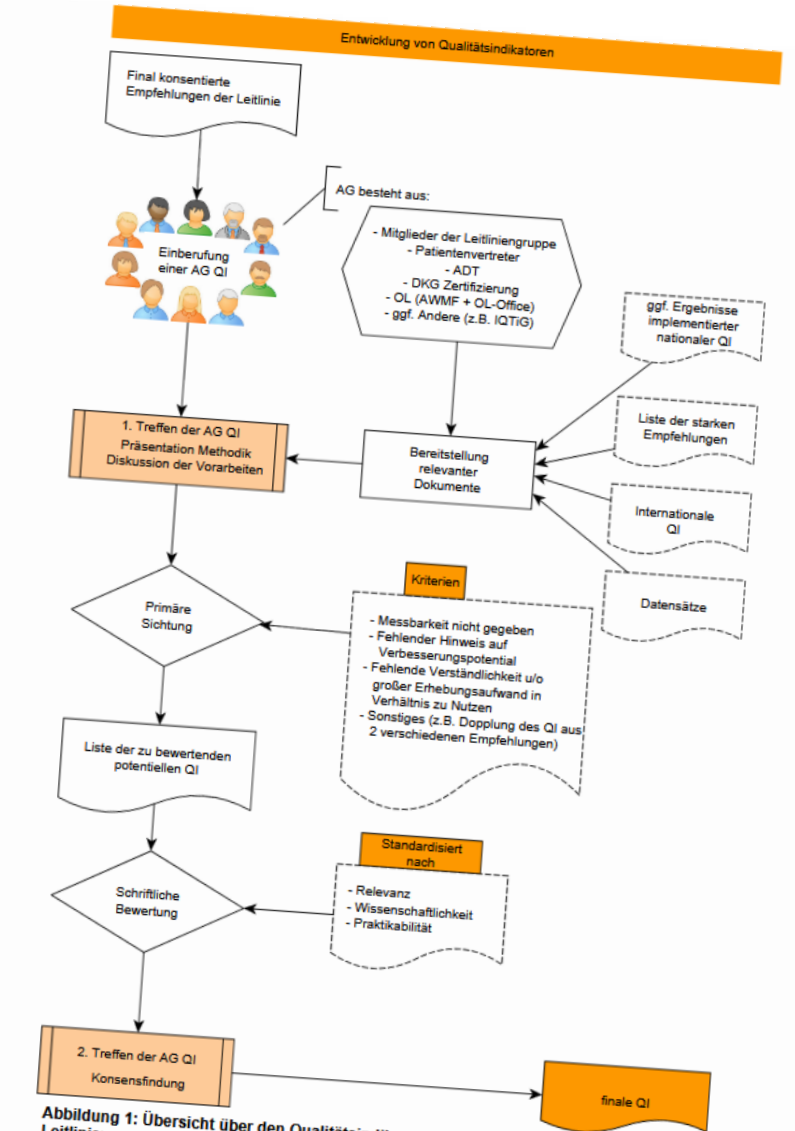 Entwicklung von Qualitätsindikatoren
Final konsentierte
Empfehlungen der Leitlinie
AG besteht aus:
Einberufung
einer AG QI
- Mitglieder der Leitliniengruppe
- Patientenvertreter
- ADT
- DKG Zertifizierung
- OL (AWMF + OL-Office)
- ggf. Andere (z.B. IQTiG)
ggf. Ergebnisse
implementierter
nationaler QI
Liste der starken
Empfehlungen
Internationale
QI
Datensätze
Bereitstellung
relevanter
Dokumente
1. Treffen der AG QI
Präsentation Methodik
Diskussion der Vorarbeiten
Primäre
Sichtung
Kriterien
- Messbarkeit nicht gegeben
- Fehlender Hinweis auf
Verbesserungspotential
- Fehlende Verständlichkeit u/o
großer Erhebungsaufwand in
Verhältnis zu Nutzen
- Sonstiges (z.B. Dopplung des QI aus
2 verschiedenen Empfehlungen)
Liste der zu bewertenden
potentiellen QI
Schriftliche
Bewertung
Standardisiert
nach
- Relevanz
- Wissenschaftlichkeit
- Praktikabilität
2. Treffen der AG QI
Konsensfindung
finale QI
Abbildung 1: Übersicht über den